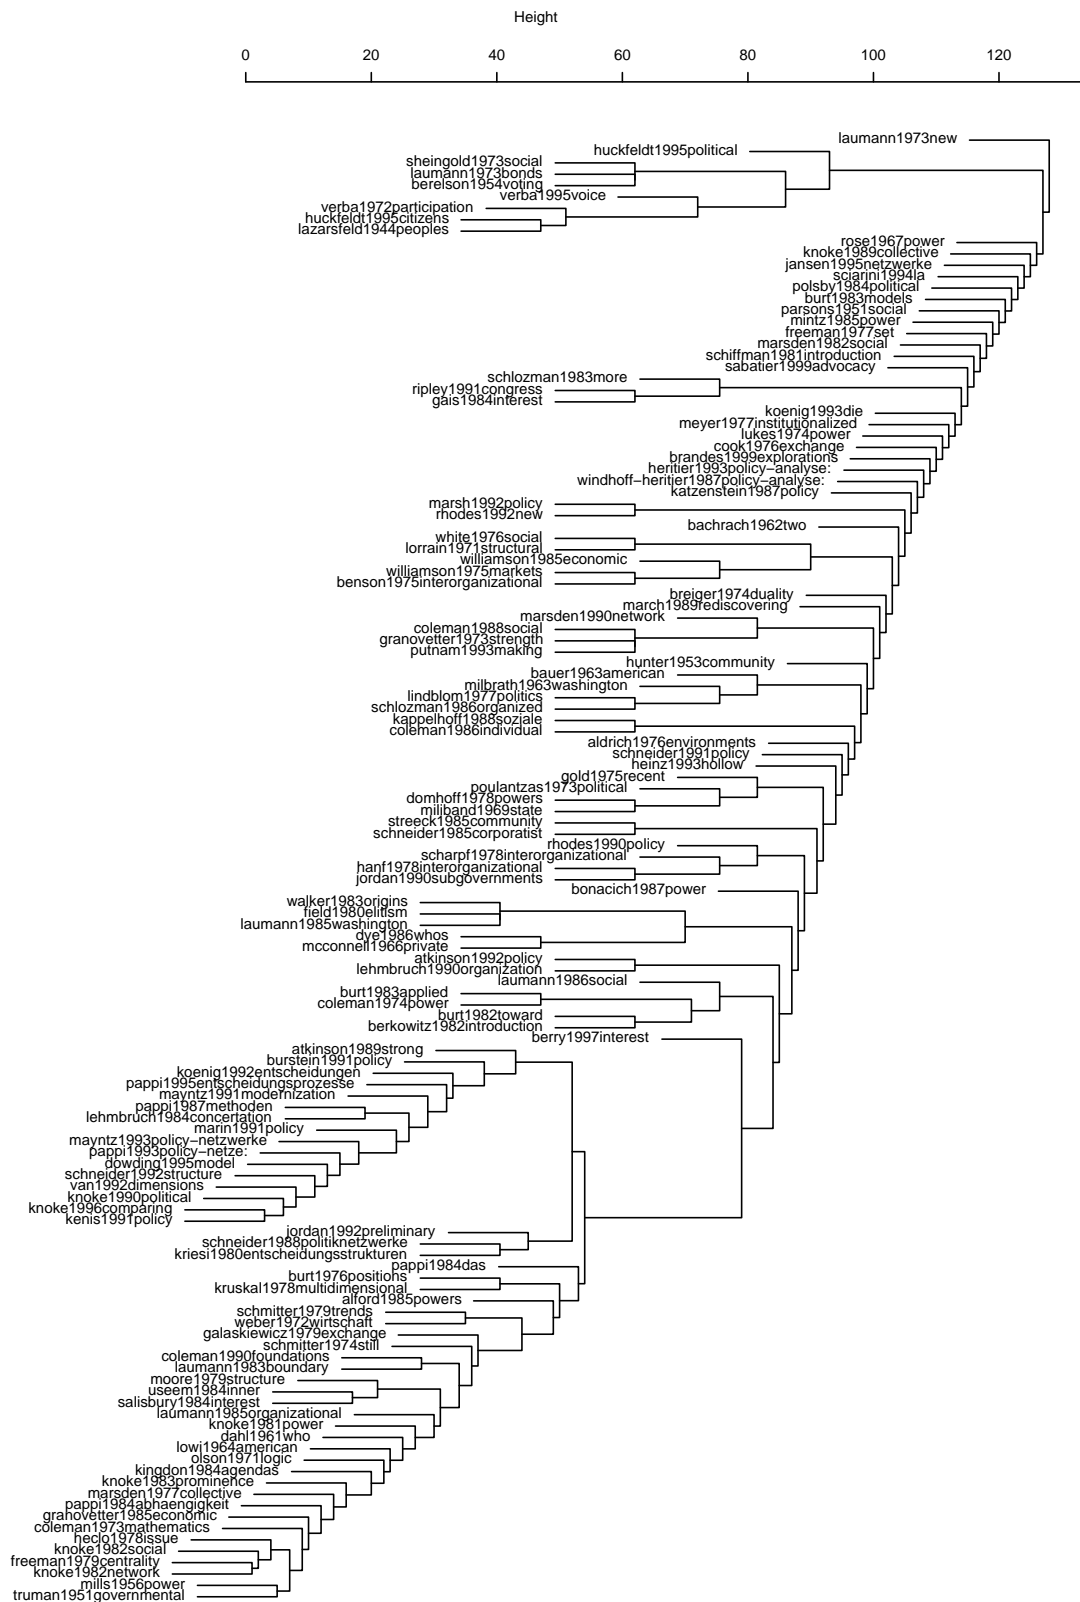 Height
0 20 40 60 80 100 120
laumann1973new
huckfeldt1995political
sheingold1973social
laumann1973bonds
berelson1954voting
verba1995voice
verba1972participation
huckfeldt1995citizens
lazarsfeld1944peoples
rose1967power
knoke1989collective
jansen1995netzwerke
sciarini1994la
polsby1984political
burt1983models
parsons1951social
mintz1985power
freeman1977set
marsden1982social
schiffman1981introduction
sabatier1999advocacy
schlozman1983more
ripley1991congress
gais1984interest
koenig1993die
meyer1977institutionalized
lukes1974power
cook1976exchange
brandes1999explorations
heritier1993policy−analyse:
windhoff−heritier1987policy−analyse:
katzenstein1987policy
marsh1992policy
rhodes1992new
bachrach1962two
white1976social
lorrain1971structural
williamson1985economic
williamson1975markets
benson1975interorganizational
breiger1974duality
march1989rediscovering
marsden1990network
coleman1988social
granovetter1973strength
putnam1993making
hunter1953community
bauer1963american
milbrath1963washington
lindblom1977politics
schlozman1986organized
kappelhoff1988soziale
coleman1986individual
aldrich1976environments
schneider1991policy
heinz1993hollow
gold1975recent
poulantzas1973political
domhoff1978powers
miliband1969state
streeck1985community
schneider1985corporatist
rhodes1990policy
scharpf1978interorganizational
hanf1978interorganizational
jordan1990subgovernments
bonacich1987power
walker1983origins
field1980elitism
laumann1985washington
dye1986whos
mcconnell1966private
atkinson1992policy
lehmbruch1990organization
laumann1986social
burt1983applied
coleman1974power
burt1982toward
berkowitz1982introduction
berry1997interest
atkinson1989strong
burstein1991policy
koenig1992entscheidungen
pappi1995entscheidungsprozesse
mayntz1991modernization
pappi1987methoden
lehmbruch1984concertation
marin1991policy
mayntz1993policy−netzwerke
pappi1993policy−netze:
dowding1995model
schneider1992structure
van1992dimensions
knoke1990political
knoke1996comparing
kenis1991policy
jordan1992preliminary
schneider1988politiknetzwerke
kriesi1980entscheidungsstrukturen
pappi1984das
burt1976positions
kruskal1978multidimensional
alford1985powers
schmitter1979trends
weber1972wirtschaft
galaskiewicz1979exchange
schmitter1974still
coleman1990foundations
laumann1983boundary
moore1979structure
useem1984inner
salisbury1984interest
laumann1985organizational
knoke1981power
dahl1961who
lowi1964american
olson1971logic
kingdon1984agendas
knoke1983prominence
marsden1977collective
pappi1984abhaengigkeit
granovetter1985economic
coleman1973mathematics
heclo1978issue
knoke1982social
freeman1979centrality
knoke1982network
mills1956power
truman1951governmental